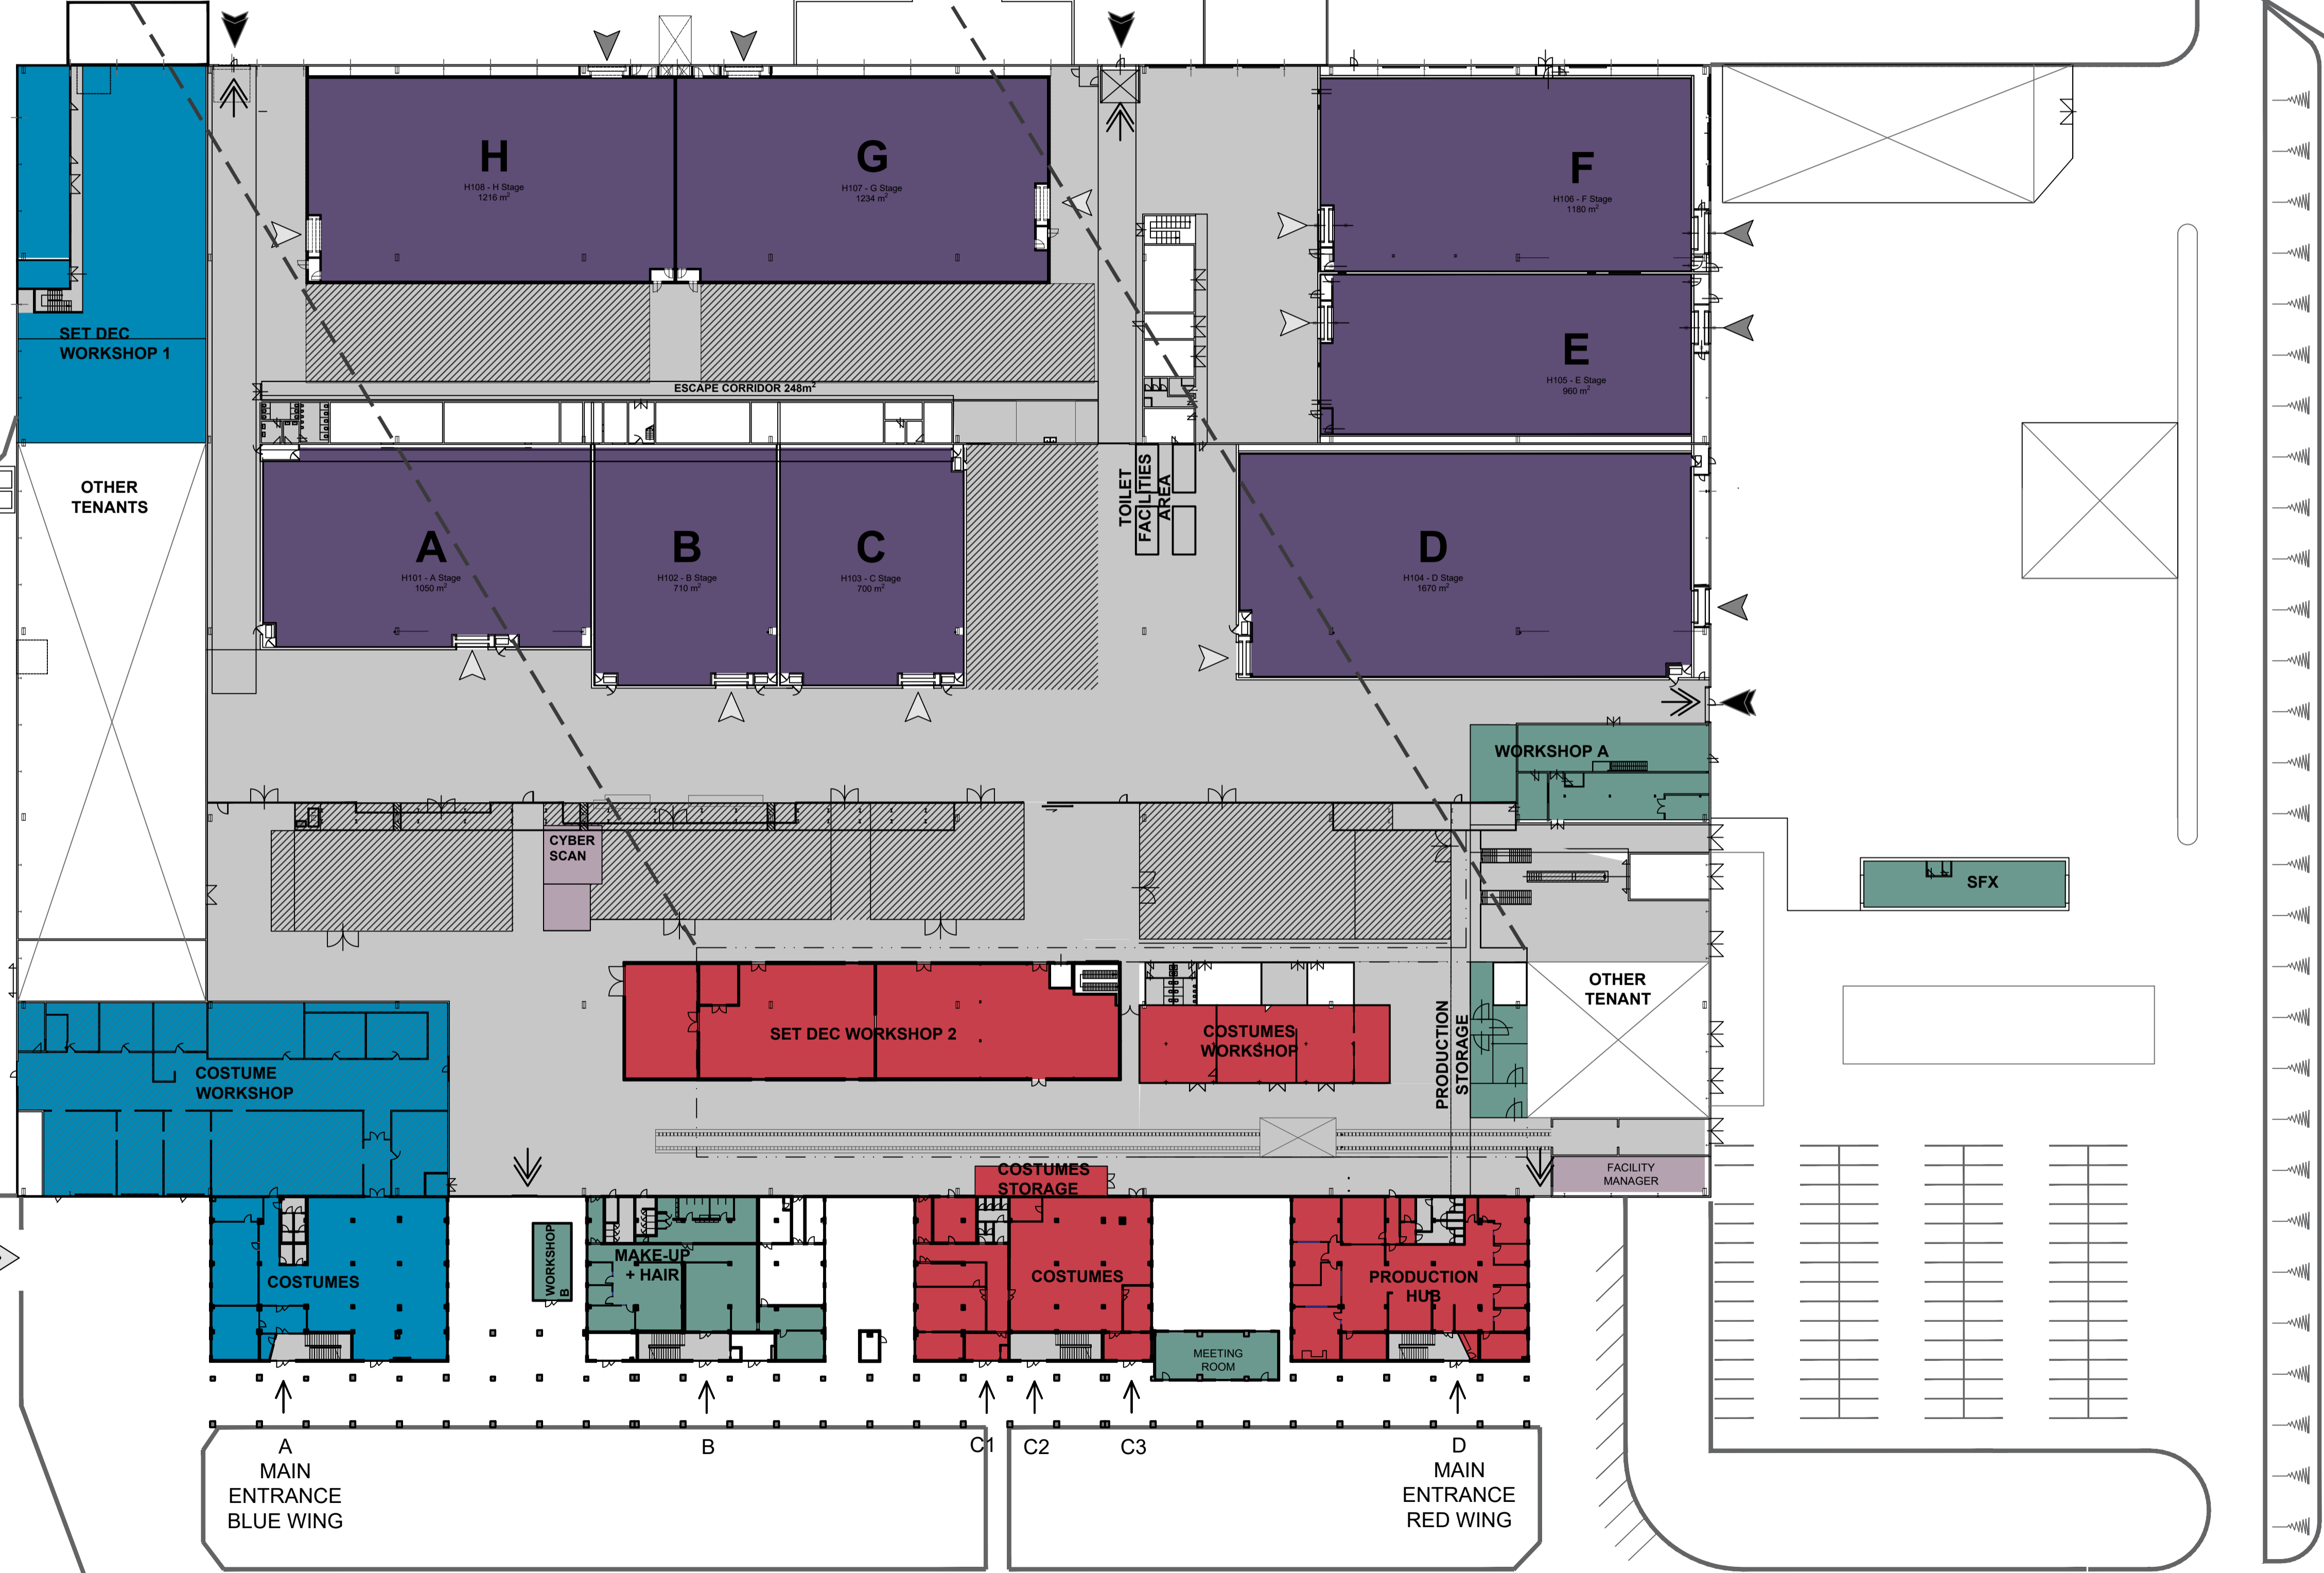 H
H108 - H Stage
1216 m²
G
H107 - G Stage
1234 m²
F
H106 - F Stage
1180 m²
SET DEC
WORKSHOP 1
E
H105 - E Stage
960 m²
ESCAPE CORRIDOR 248m²
OTHER
TENANTS
A
H101 - A Stage
1050 m²
B
H102 - B Stage
710 m²
C
H103 - C Stage
700 m²
TOILET
FACILITIES
AREA
D
H104 - D Stage
1670 m²
WORKSHOP A
CYBER
SCAN
SFX
OTHER
TENANT
SET DEC WORKSHOP 2
COSTUMES
WORKSHOP
PRODUCTION
STORAGE
COSTUME
WORKSHOP
COSTUMES
STORAGE
FACILITY
MANAGER
COSTUMES
WORKSHOP
B
MAKE-UP
+ HAIR
COSTUMES
PRODUCTION
HUB
MEETING
ROOM
A
MAIN
ENTRANCE
BLUE WING
B
C1
C2
C3
D
MAIN
ENTRANCE
RED WING